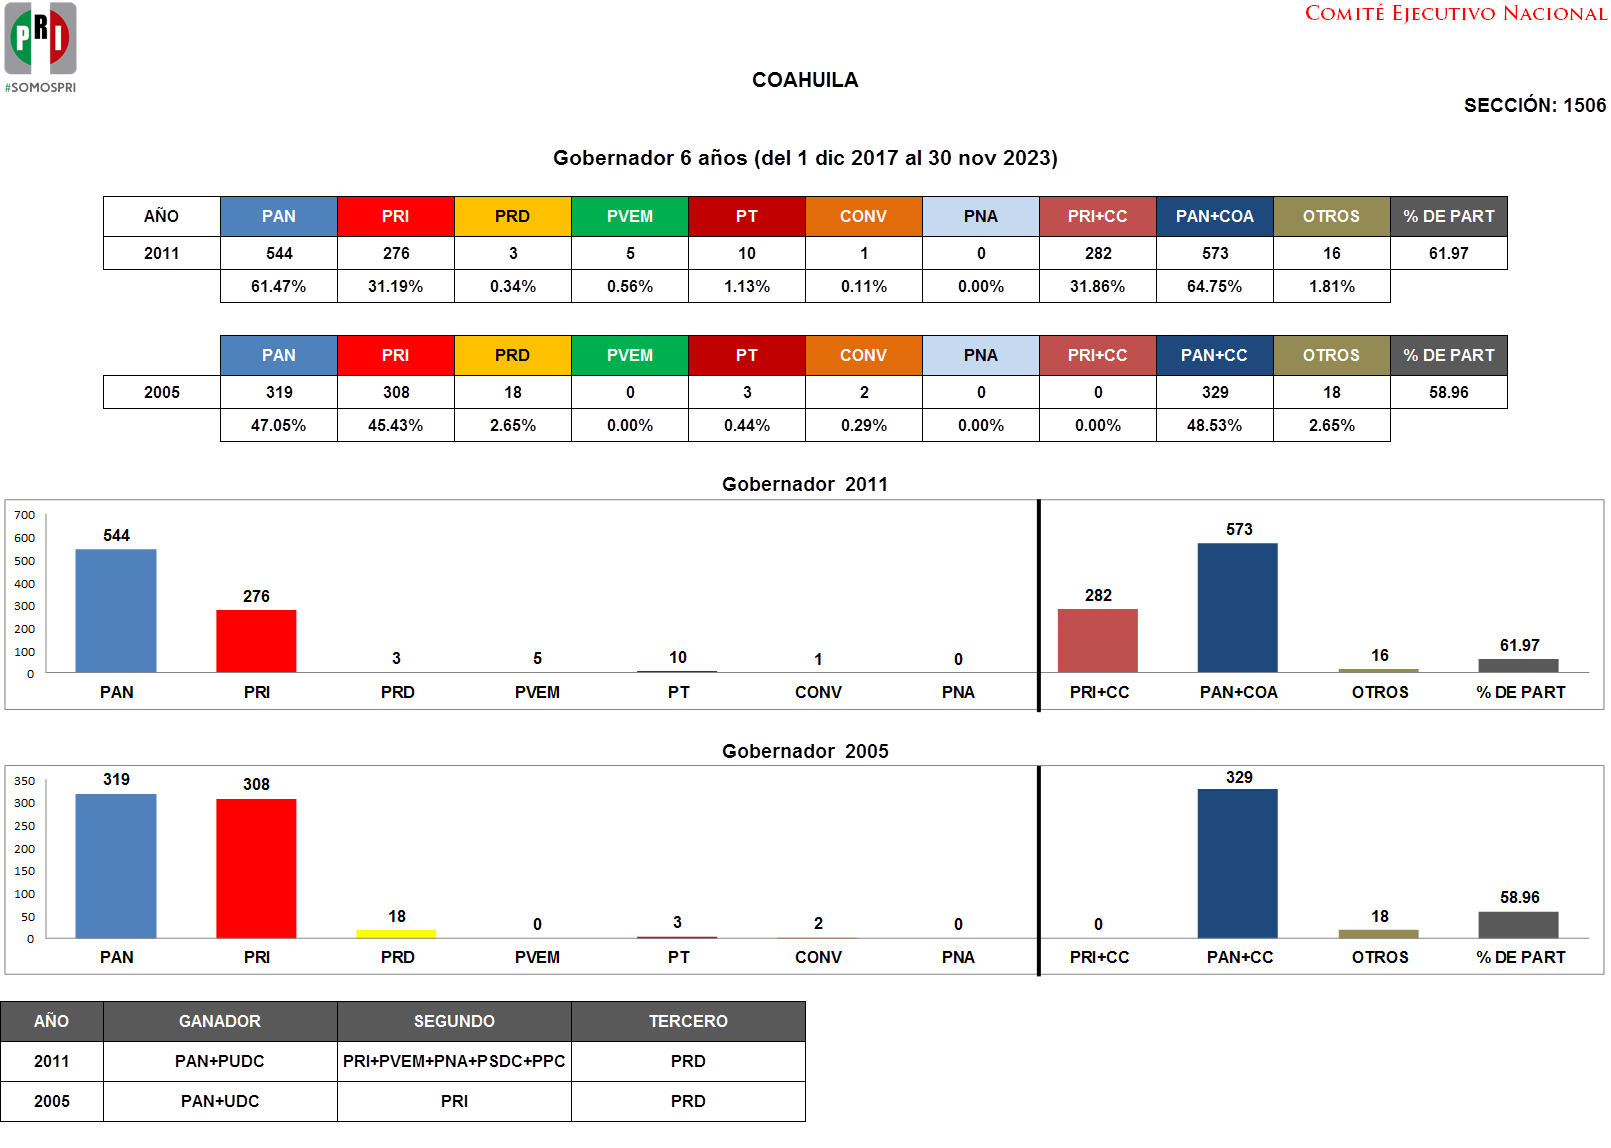 PRI
#SOMOSPRI
COMITÉ EJECUTIVO NACIONAL
COAHUILA
SECCIÓN: 1506
Gobernador 6 años (del 1 dic 2017 al 30 nov 2023)
AÑO PAN PRI PRD PVEM PT CONV PNA PRI+CC PAN+COA OTROS % DE PART
2011 544 276 3 5 10 1 0 282 573 16 61.97
61.47% 31.19% 0.34% 0.56% 1.13% 0.11% 0.00% 31.86% 64.75% 1.81%
PAN PRI PRD PVEM PT CONV PNA PRI+CC PAN+CC OTROS % DE PART
2005 319 308 18 0 3 2 0 0 329 18 58.96
47.05% 45.43% 2.65% 0.00% 0.44% 0.29% 0.00% 0.00% 48.53% 2.65%
Gobernador 2011
700
600
500
400
300
200
100
0
544 276 3 5 10 1 0 282 573 16 61.97
PAN PRI PRD PVEM PT CONV PNA PRI+CC PAN+COA OTROS % DE PART
Gobernador 2005
350
300
250
200
150
100
50
0
319 308 18 0 3 2 0 0 329 18 58.96
PAN PRI PRD PVEM PT CONV PNA PRI+CC PAN+CC OTROS % DE PART
AÑO GANADOR SEGUNDO TERCERO
2011 PAN+PUDC PRI+PVEM+PNA+PSDC+PPC PRD
2005 PAN+UDC PRI PRD